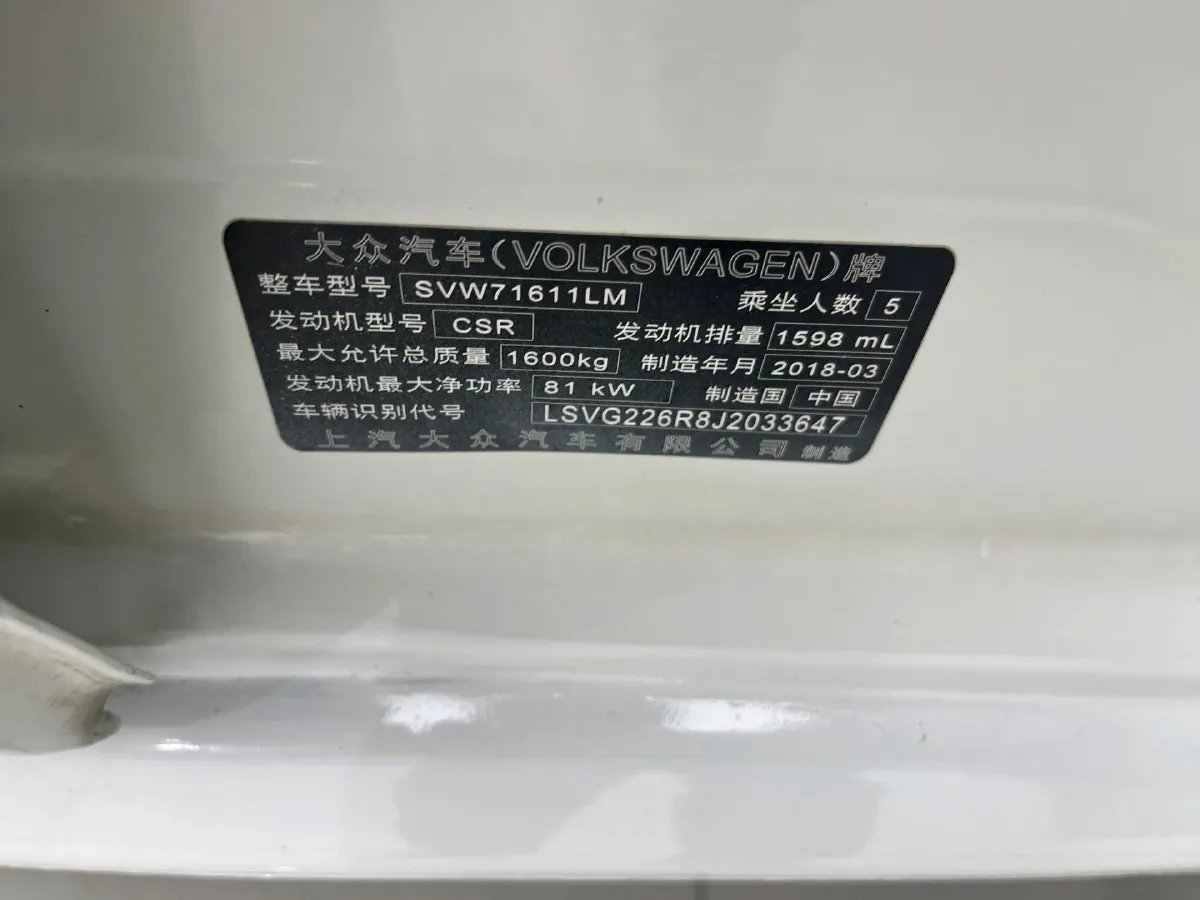 大众汽车(VOLKSWAGEN)牌
整车型号 SVW71611LM 乘坐人数 5
发动机型号 CSR 发动机排量 1598 mL
最大允许总质量 1600kg 制造年月 2018-03
发动机最大净功率 81 kW 制造国 中国
车辆识别代号 LSVG226R8J2033647
上汽大众汽车有限公司 制造